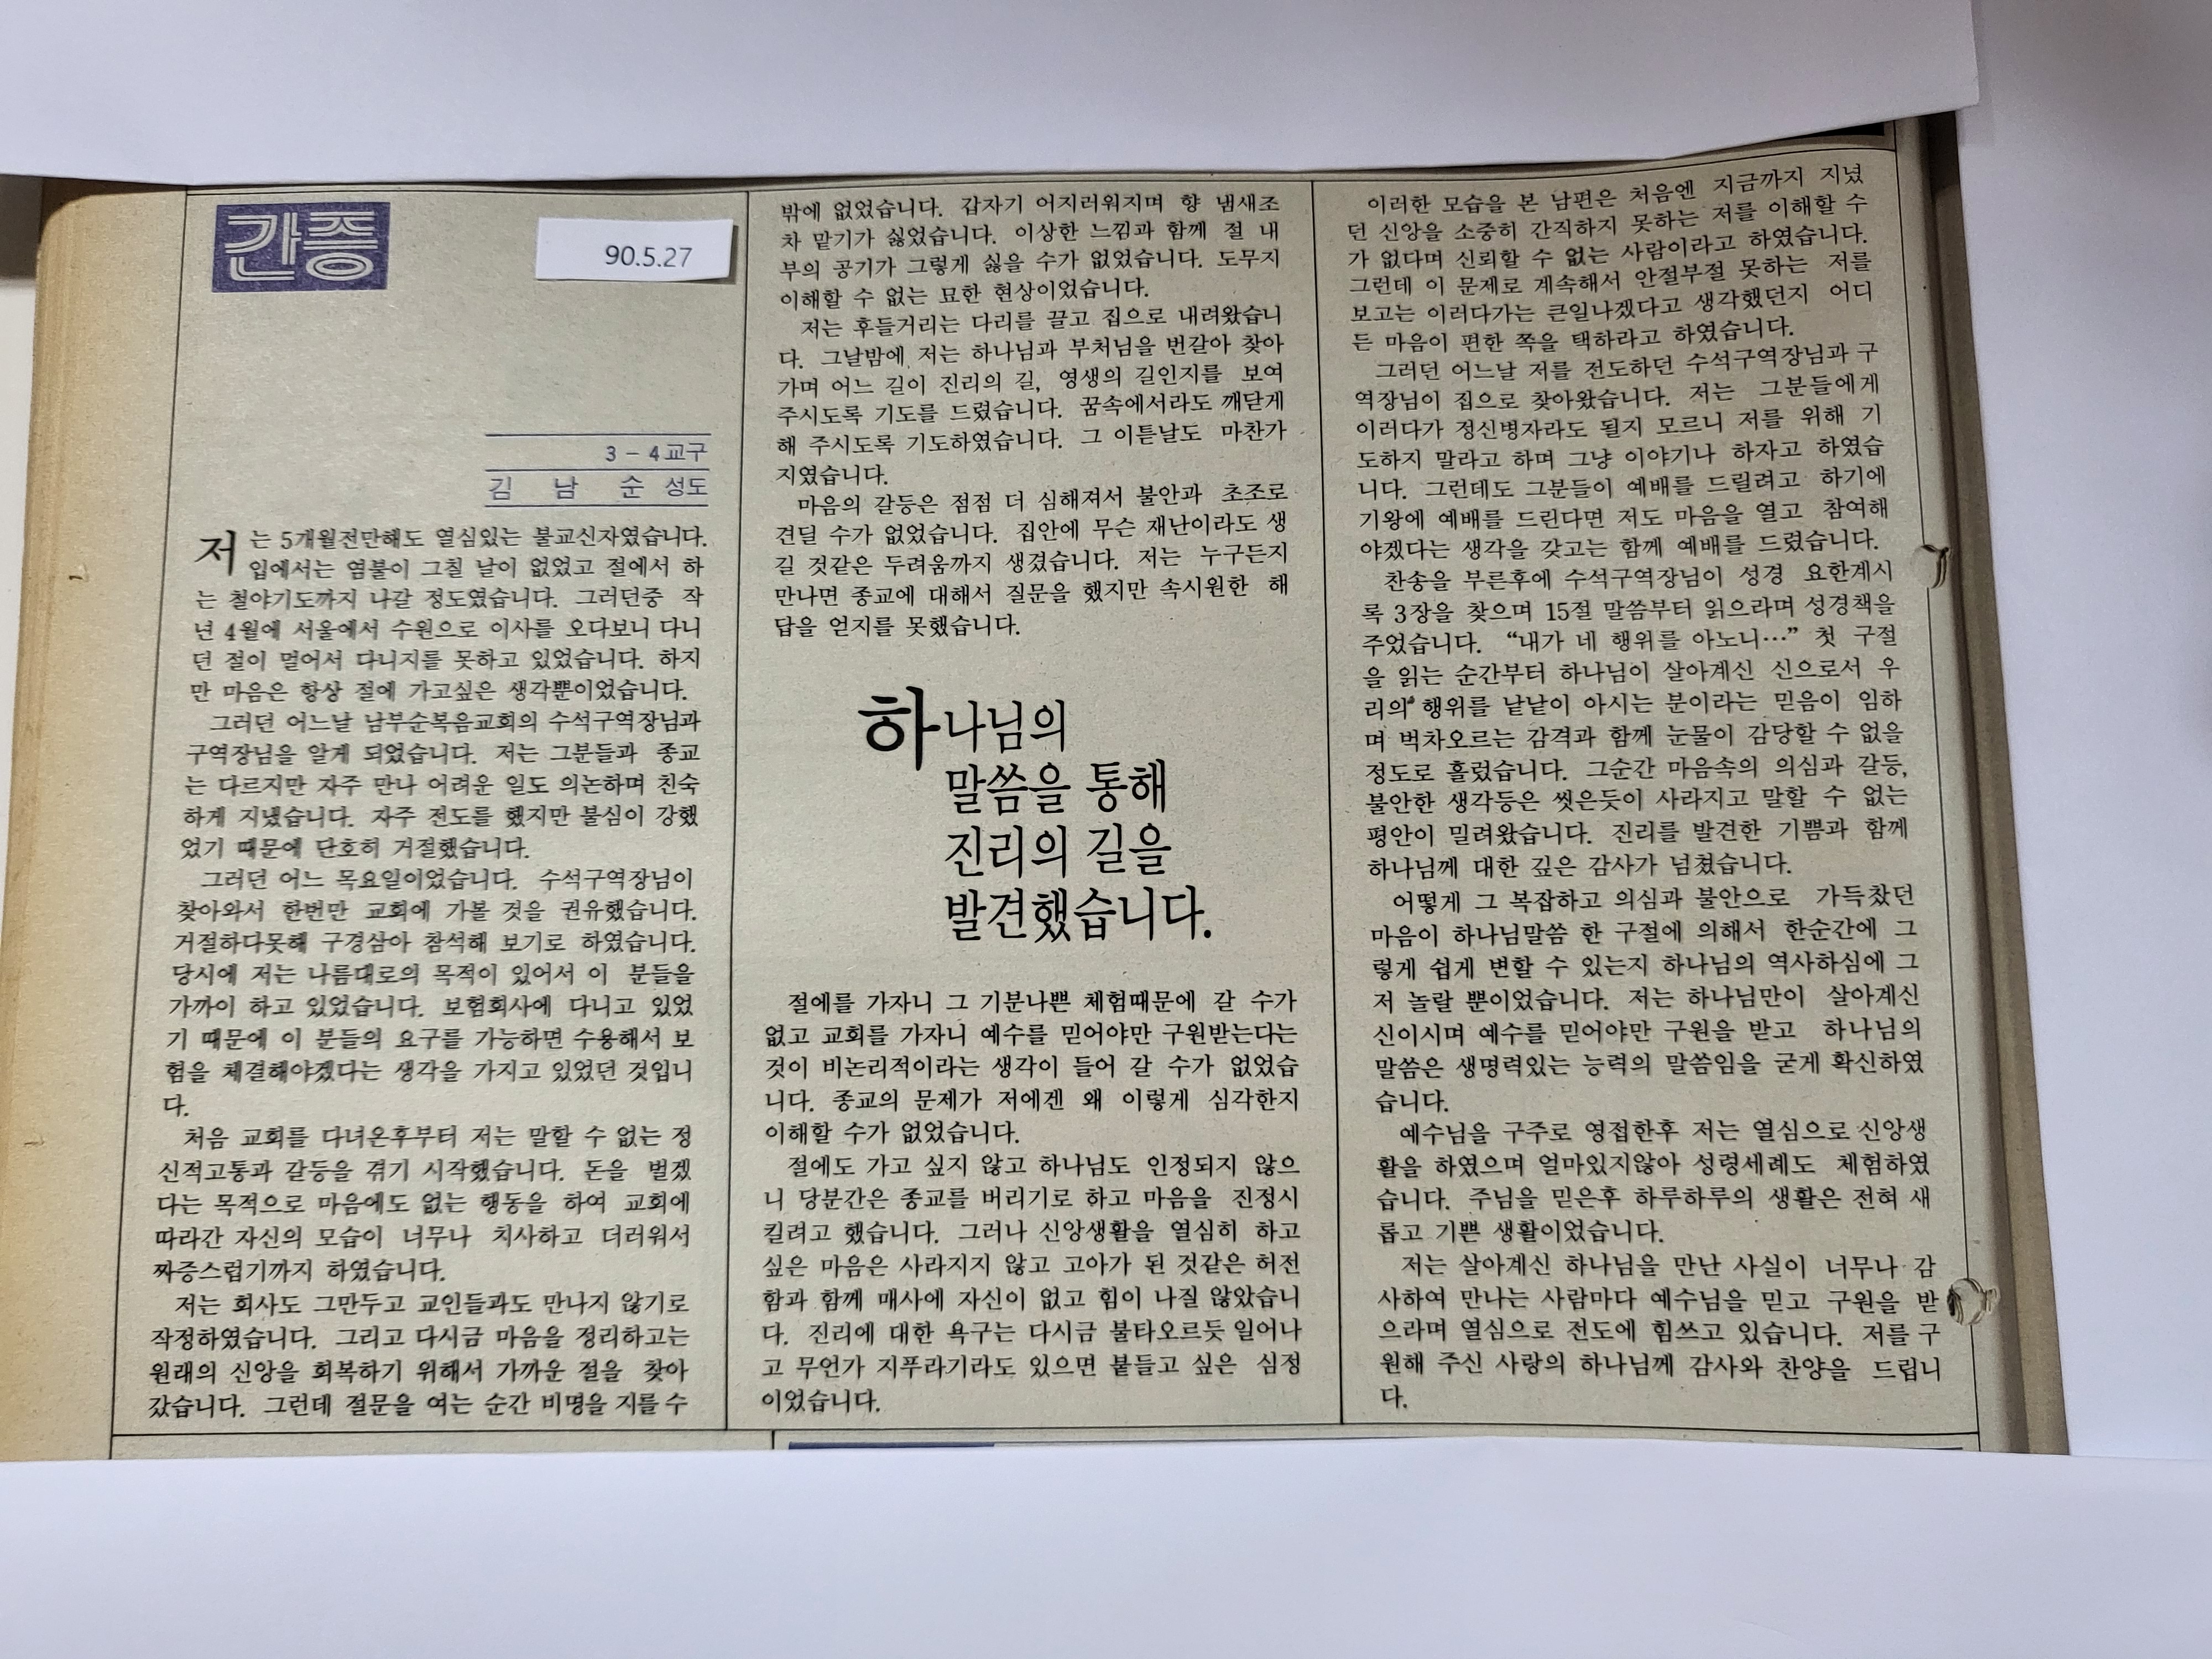 간증
90.5.27
3 - 4교구
김 남 순 성도
저는 5개월전만해도 열심있는 불교신자였습니다.
입에서는 염불이 그칠 날이 없었고 절에서 하
는 철야기도까지 나갈 정도였습니다. 그러던중 작
년 4월에 서울에서 수원으로 이사를 오다보니 다니
던 절이 멀어서 다니지를 못하고 있었습니다. 하지
만 마음은 항상 절에 가고싶은 생각뿐이었습니다.
그러던 어느날 남부순복음교회의 수석구역장님과
구역장님을 알게 되었습니다. 저는 그분들과 종교
는 다르지만 자주 만나 어려운 일도 의논하며 친숙
하게 지냈습니다. 자주 전도를 했지만 불심이 강했
었기 때문에 단호히 거절했습니다.
그러던 어느 목요일이었습니다. 수석구역장님이
찾아와서 한번만 교회에 가볼 것을 권유했습니다.
거절하다못해 구경삼아 참석해 보기로 하였습니다.
당시에 저는 나름대로의 목적이 있어서 이 분들을
가까이 하고 있었습니다. 보험회사에 다니고 있었
기 때문에 이 분들의 요구를 가능하면 수용해서 보
험을 체결해야겠다는 생각을 가지고 있었던 것입니
다.
처음 교회를 다녀온후부터 저는 말할 수 없는 정
신적고통과 갈등을 겪기 시작했습니다. 돈을 벌겠
다는 목적으로 마음에도 없는 행동을 하여 교회에
따라간 자신의 모습이 너무나 치사하고 더러워서
짜증스럽기까지 하였습니다.
저는 회사도 그만두고 교인들과도 만나지 않기로
작정하였습니다. 그리고 다시금 마음을 정리하고는
원래의 신앙을 회복하기 위해서 가까운 절을 찾아
갔습니다. 그런데 절문을 여는 순간 비명을 지를 수
밖에 없었습니다. 갑자기 어지러워지며 향 냄새조
차 맡기가 싫었습니다. 이상한 느낌과 함께 절 내
부의 공기가 그렇게 싫을 수가 없었습니다. 도무지
이해할 수 없는 묘한 현상이었습니다.
저는 후들거리는 다리를 끌고 집으로 내려왔습니
다. 그날밤에 저는 하나님과 부처님을 번갈아 찾아
가며 어느 길이 진리의 길, 영생의 길인지를 보여
주시도록 기도를 드렸습니다. 꿈속에서라도 깨닫게
해 주시도록 기도하였습니다. 그 이튿날도 마찬가
지였습니다.
마음의 갈등은 점점 더 심해져서 불안과 초조로
견딜 수가 없었습니다. 집안에 무슨 재난이라도 생
길 것같은 두려움까지 생겼습니다. 저는 누구든지
만나면 종교에 대해서 질문을 했지만 속시원한 해
답을 얻지를 못했습니다.
하나님의
말씀을 통해
진리의 길을
발견했습니다.
절에를 가자니 그 기분나쁜 체험때문에 갈 수가
없고 교회를 가자니 예수를 믿어야만 구원받는다는
것이 비논리적이라는 생각이 들어 갈 수가 없었습
니다. 종교의 문제가 저에겐 왜 이렇게 심각한지
이해할 수가 없었습니다.
절에도 가고 싶지 않고 하나님도 인정되지 않으
니 당분간은 종교를 버리기로 하고 마음을 진정시
킬려고 했습니다. 그러나 신앙생활을 열심히 하고
싶은 마음은 사라지지 않고 고아가 된 것같은 허전
함과 함께 매사에 자신이 없고 힘이 나질 않았습니
다. 진리에 대한 욕구는 다시금 불타오르듯 일어나
고 무언가 지푸라기라도 있으면 붙들고 싶은 심정
이었습니다.
이러한 모습을 본 남편은 처음엔 지금까지 지녔
던 신앙을 소중히 간직하지 못하는 저를 이해할 수
가 없다며 신뢰할 수 없는 사람이라고 하였습니다.
그런데 이 문제로 계속해서 안절부절 못하는 저를
보고는 이러다가는 큰일나겠다고 생각했던지 어디
든 마음이 편한 쪽을 택하라고 하였습니다.
그러던 어느날 저를 전도하던 수석구역장님과 구
역장님이 집으로 찾아왔습니다. 저는 그분들에게
이러다가 정신병자라도 될지 모르니 저를 위해 기
도하지 말라고 하며 그냥 이야기나 하자고 하였습
니다. 그런데도 그분들이 예배를 드릴려고 하기에
기왕에 예배를 드린다면 저도 마음을 열고 참여해
야겠다는 생각을 갖고는 함께 예배를 드렸습니다.
찬송을 부른후에 수석구역장님이 성경 요한계시
록 3장을 찾으며 15절 말씀부터 읽으라며 성경책을
주었습니다. “내가 네 행위를 아노니…” 첫 구절
을 읽는 순간부터 하나님이 살아계신 신으로서 우
리의 행위를 낱낱이 아시는 분이라는 믿음이 임하
며 벅차오르는 감격과 함께 눈물이 감당할 수 없을
정도로 흘렀습니다. 그순간 마음속의 의심과 갈등,
불안한 생각등은 씻은듯이 사라지고 말할 수 없는
평안이 밀려왔습니다. 진리를 발견한 기쁨과 함께
하나님께 대한 깊은 감사가 넘쳤습니다.
어떻게 그 복잡하고 의심과 불안으로 가득찼던
마음이 하나님말씀 한 구절에 의해서 한순간에 그
렇게 쉽게 변할 수 있는지 하나님의 역사하심에 그
저 놀랄 뿐이었습니다. 저는 하나님만이 살아계신
신이시며 예수를 믿어야만 구원을 받고 하나님의
말씀은 생명력있는 능력의 말씀임을 굳게 확신하였
습니다.
예수님을 구주로 영접한후 저는 열심으로 신앙생
활을 하였으며 얼마있지않아 성령세례도 체험하였
습니다. 주님을 믿은후 하루하루의 생활은 전혀 새
롭고 기쁜 생활이었습니다.
저는 살아계신 하나님을 만난 사실이 너무나 감
사하여 만나는 사람마다 예수님을 믿고 구원을 받
으라며 열심으로 전도에 힘쓰고 있습니다. 저를 구
원해 주신 사랑의 하나님께 감사와 찬양을 드립니
다.